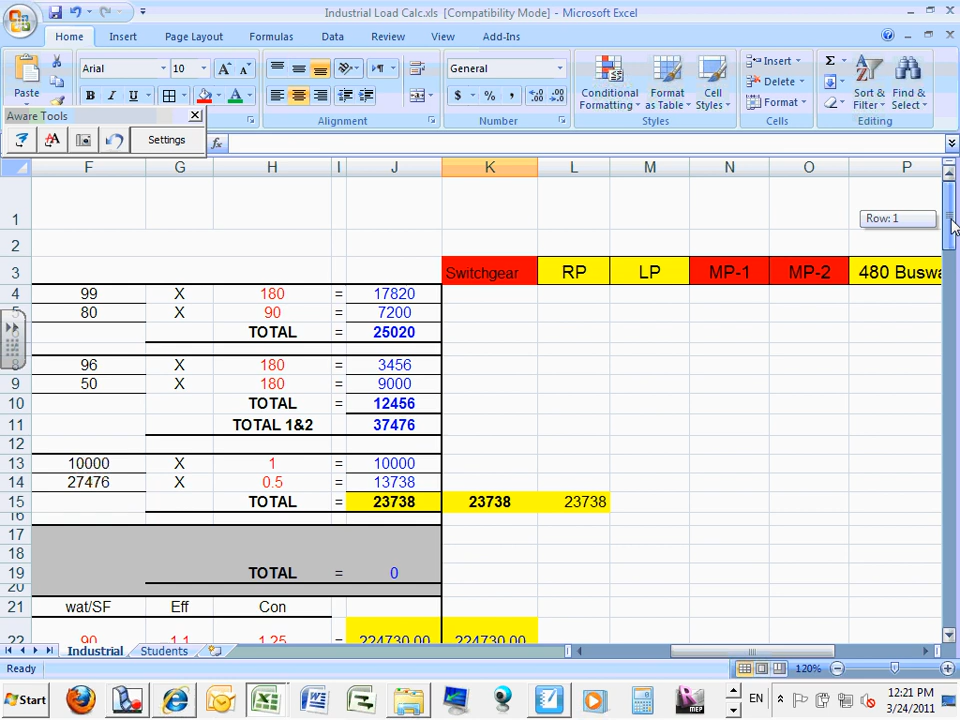 Industrial Load Calc.xls [Compatibility Mode] - Microsoft Excel
Home Insert Page Layout Formulas Data Review View Add-Ins
Paste Arial 10 General Conditional Formatting Format as Table Cell Styles Insert Delete Format Sort & Filter Find & Select
B I U $ % ,
Alignment Number Styles Cells Editing
Aware Tools
Settings
fx
F G H I J K L M N O P
1 Row: 1
2
3 Switchgear RP LP MP-1 MP-2 480 Buswa
4 99 X 180 = 17820
5 80 X 90 = 7200
6 TOTAL = 25020
8 96 X 180 = 3456
9 50 X 180 = 9000
10 TOTAL = 12456
11 TOTAL 1&2 37476
12
13 10000 X 1 = 10000
14 27476 X 0.5 = 13738
15 TOTAL = 23738 23738 23738
16
17
18
19 TOTAL = 0
20
21 wat/SF Eff Con
22 90 1.1 1.25 = 224730.00 224730.00
Industrial Students
Ready 120%
Start MEP EN 12:21 PM
3/24/2011